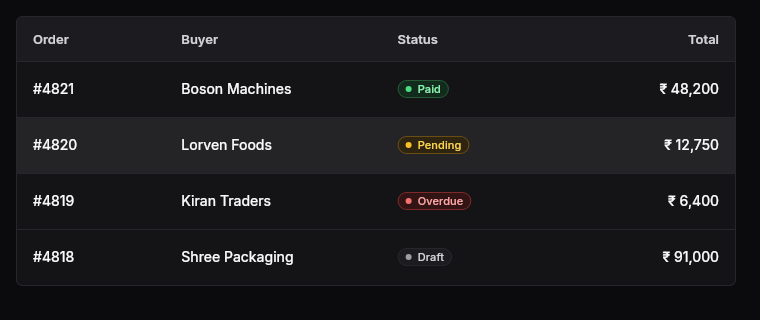 Order Buyer Status Total
#4821 Boson Machines Paid ₹ 48,200
#4820 Lorven Foods Pending ₹ 12,750
#4819 Kiran Traders Overdue ₹ 6,400
#4818 Shree Packaging Draft ₹ 91,000